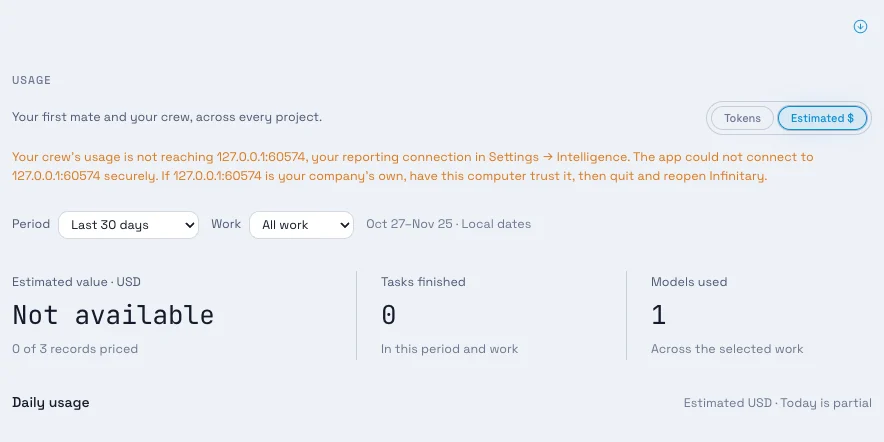 USAGE
Your first mate and your crew, across every project.
Tokens
Estimated $
Your crew's usage is not reaching 127.0.0.1:60574, your reporting connection in Settings → Intelligence. The app could not connect to
127.0.0.1:60574 securely. If 127.0.0.1:60574 is your company's own, have this computer trust it, then quit and reopen Infinitary.
Period
Last 30 days
Work
All work
Oct 27–Nov 25 · Local dates
Estimated value · USD
Not available
0 of 3 records priced
Tasks finished
0
In this period and work
Models used
1
Across the selected work
Daily usage
Estimated USD · Today is partial